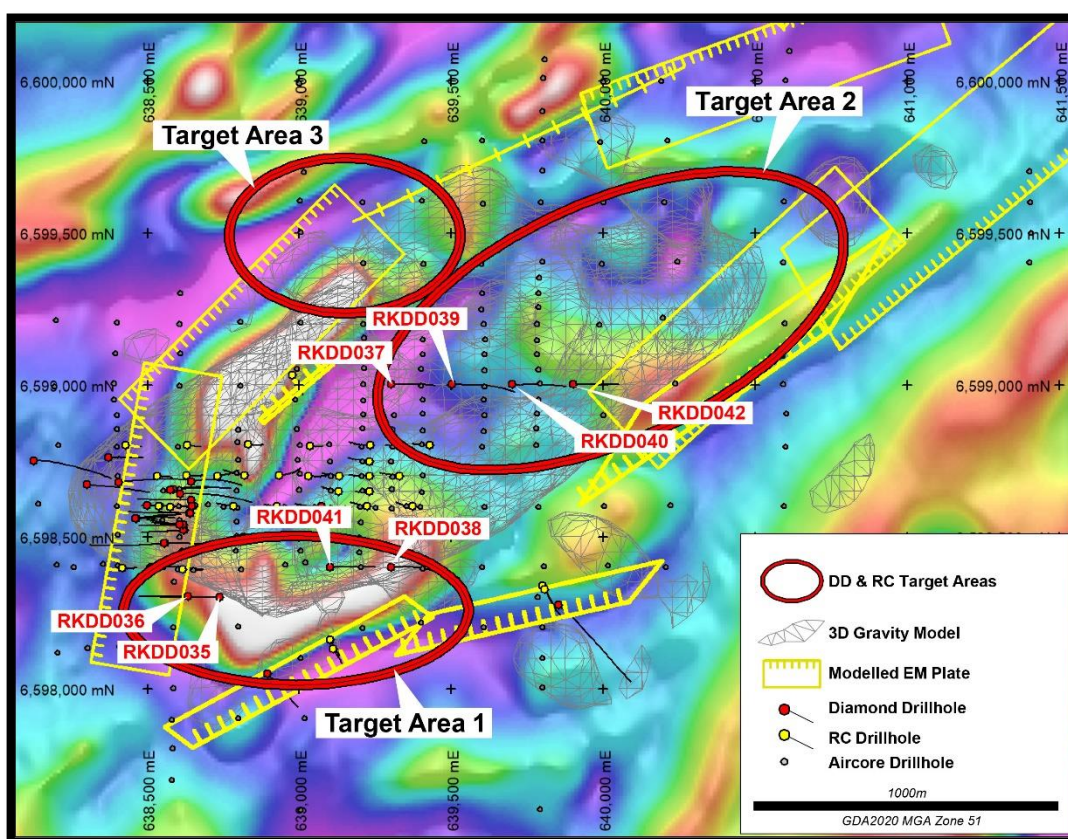 638,500 mE
639,000 mE
639,500 mE
640,000 mE
641,000 mE
641,500 mE
6,600,000 mN
6,600,000 mN
Target Area 3
Target Area 2
6,599,500 mN
6,599,500 mN
RKDD039
RKDD037
6,599,000 mN
6,599,000 mN
RKDD042
RKDD040
6,598,500 mN
RKDD041
RKDD038
RKDD036
RKDD035
6,598,000 mN
Target Area 1
638,500 mE
639,000 mE
639,500 mE
640,000 mE
DD & RC Target Areas
3D Gravity Model
Modelled EM Plate
Diamond Drillhole
RC Drillhole
Aircore Drillhole
1000m
GDA2020 MGA Zone 51